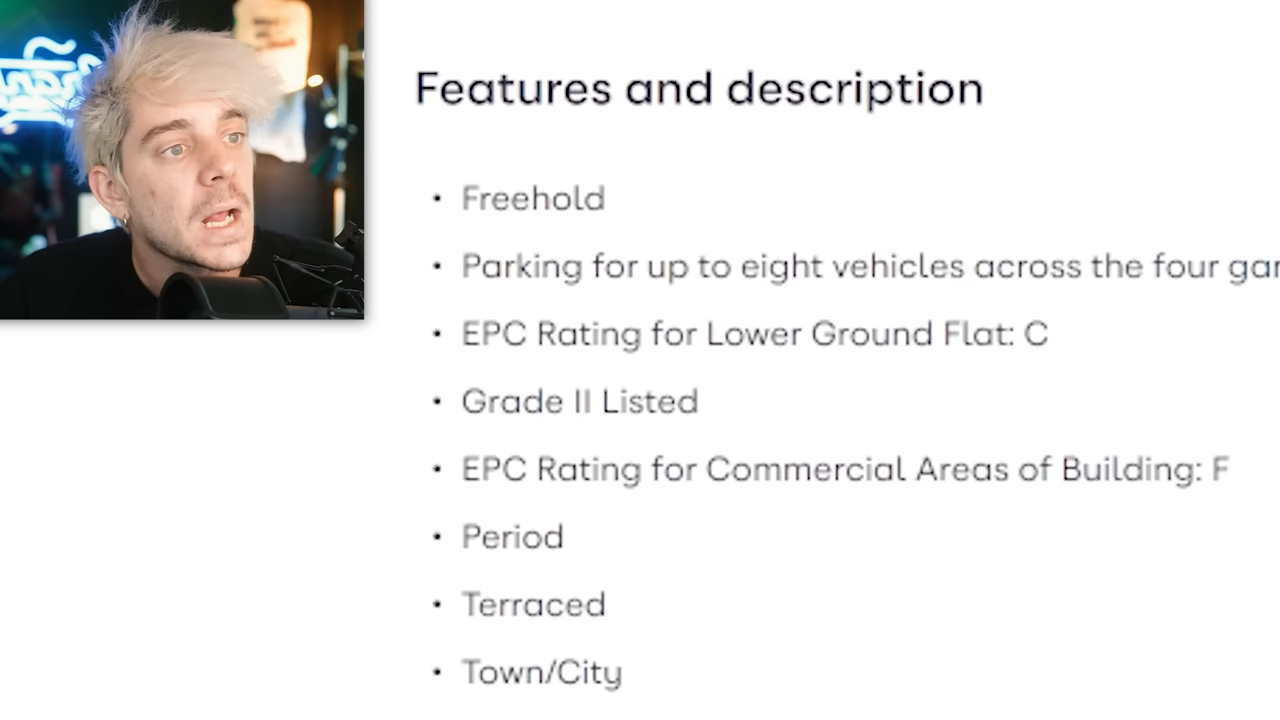 Features and description
• Freehold
• Parking for up to eight vehicles across the four
• EPC Rating for Lower Ground Flat: C
• Grade II Listed
• EPC Rating for Commercial Areas of Building: F
• Period
• Terraced
• Town/City